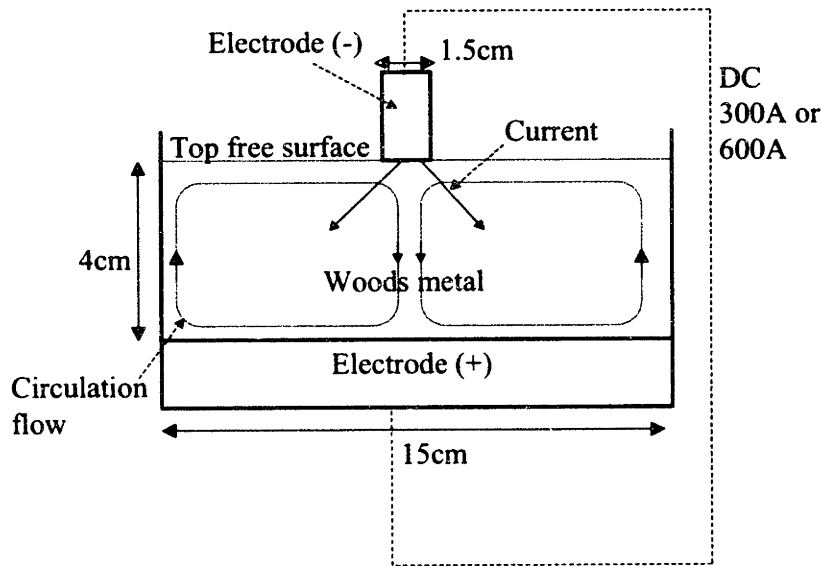 Electrode (-)
1.5cm
DC
300A or
600A
Current
Top free surface
4cm
Woods metal
Electrode (+)
Circulation
flow
15cm